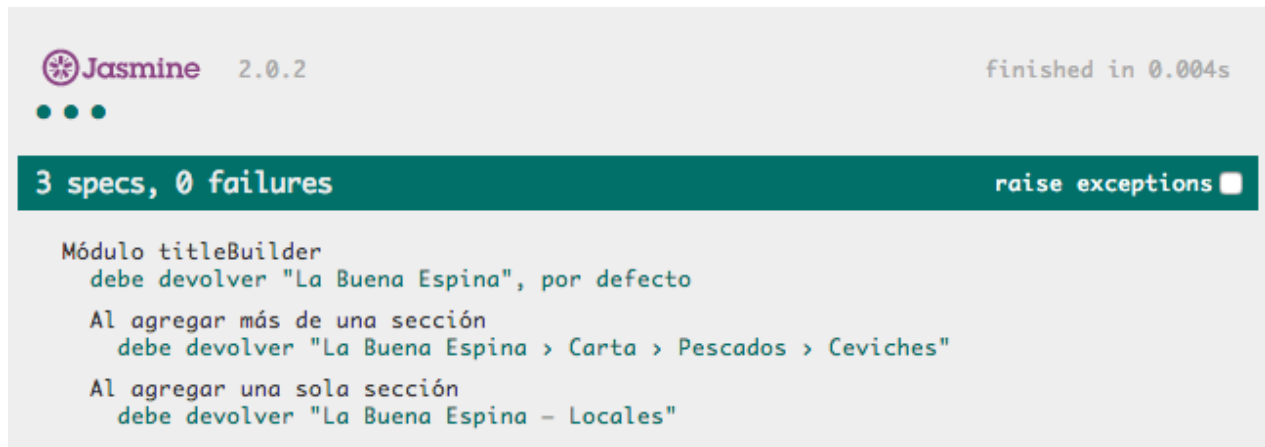 Jasmine 2.0.2 finished in 0.004s
3 specs, 0 failures raise exceptions
Módulo titleBuilder
debe devolver "La Buena Espina", por defecto
Al agregar más de una sección
debe devolver "La Buena Espina › Carta › Pescados › Ceviches"
Al agregar una sola sección
debe devolver "La Buena Espina – Locales"